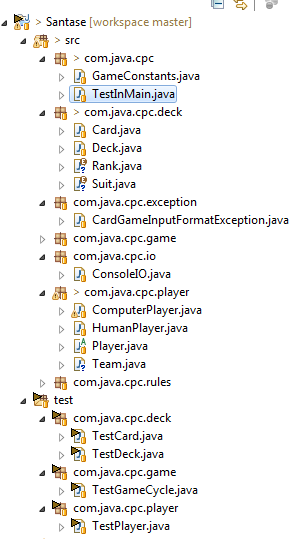 > Santase [workspace master]
> src
> com.java.cpc
GameConstants.java
TestInMain.java
> com.java.cpc.deck
Card.java
Deck.java
Rank.java
Suit.java
com.java.cpc.exception
CardGameInputFormatException.java
com.java.cpc.game
com.java.cpc.io
ConsoleIO.java
> com.java.cpc.player
ComputerPlayer.java
HumanPlayer.java
Player.java
Team.java
com.java.cpc.rules
test
com.java.cpc.deck
TestCard.java
TestDeck.java
com.java.cpc.game
TestGameCycle.java
com.java.cpc.player
TestPlayer.java